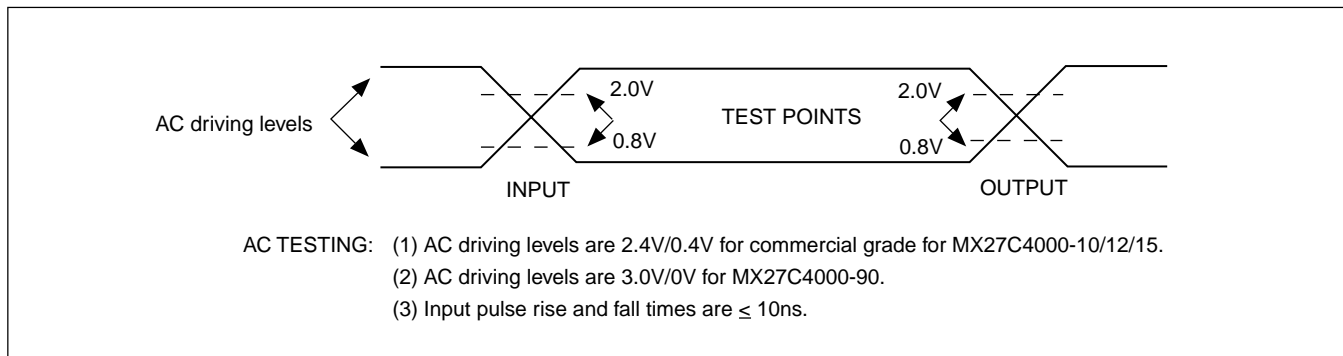 2.0V
2.0V
AC driving levels
TEST POINTS
0.8V
0.8V
INPUT
OUTPUT
AC TESTING: (1) AC driving levels are 2.4V/0.4V for commercial grade for MX27C4000-10/12/15.
(2) AC driving levels are 3.0V/0V for MX27C4000-90.
(3) Input pulse rise and fall times are ≤ 10ns.